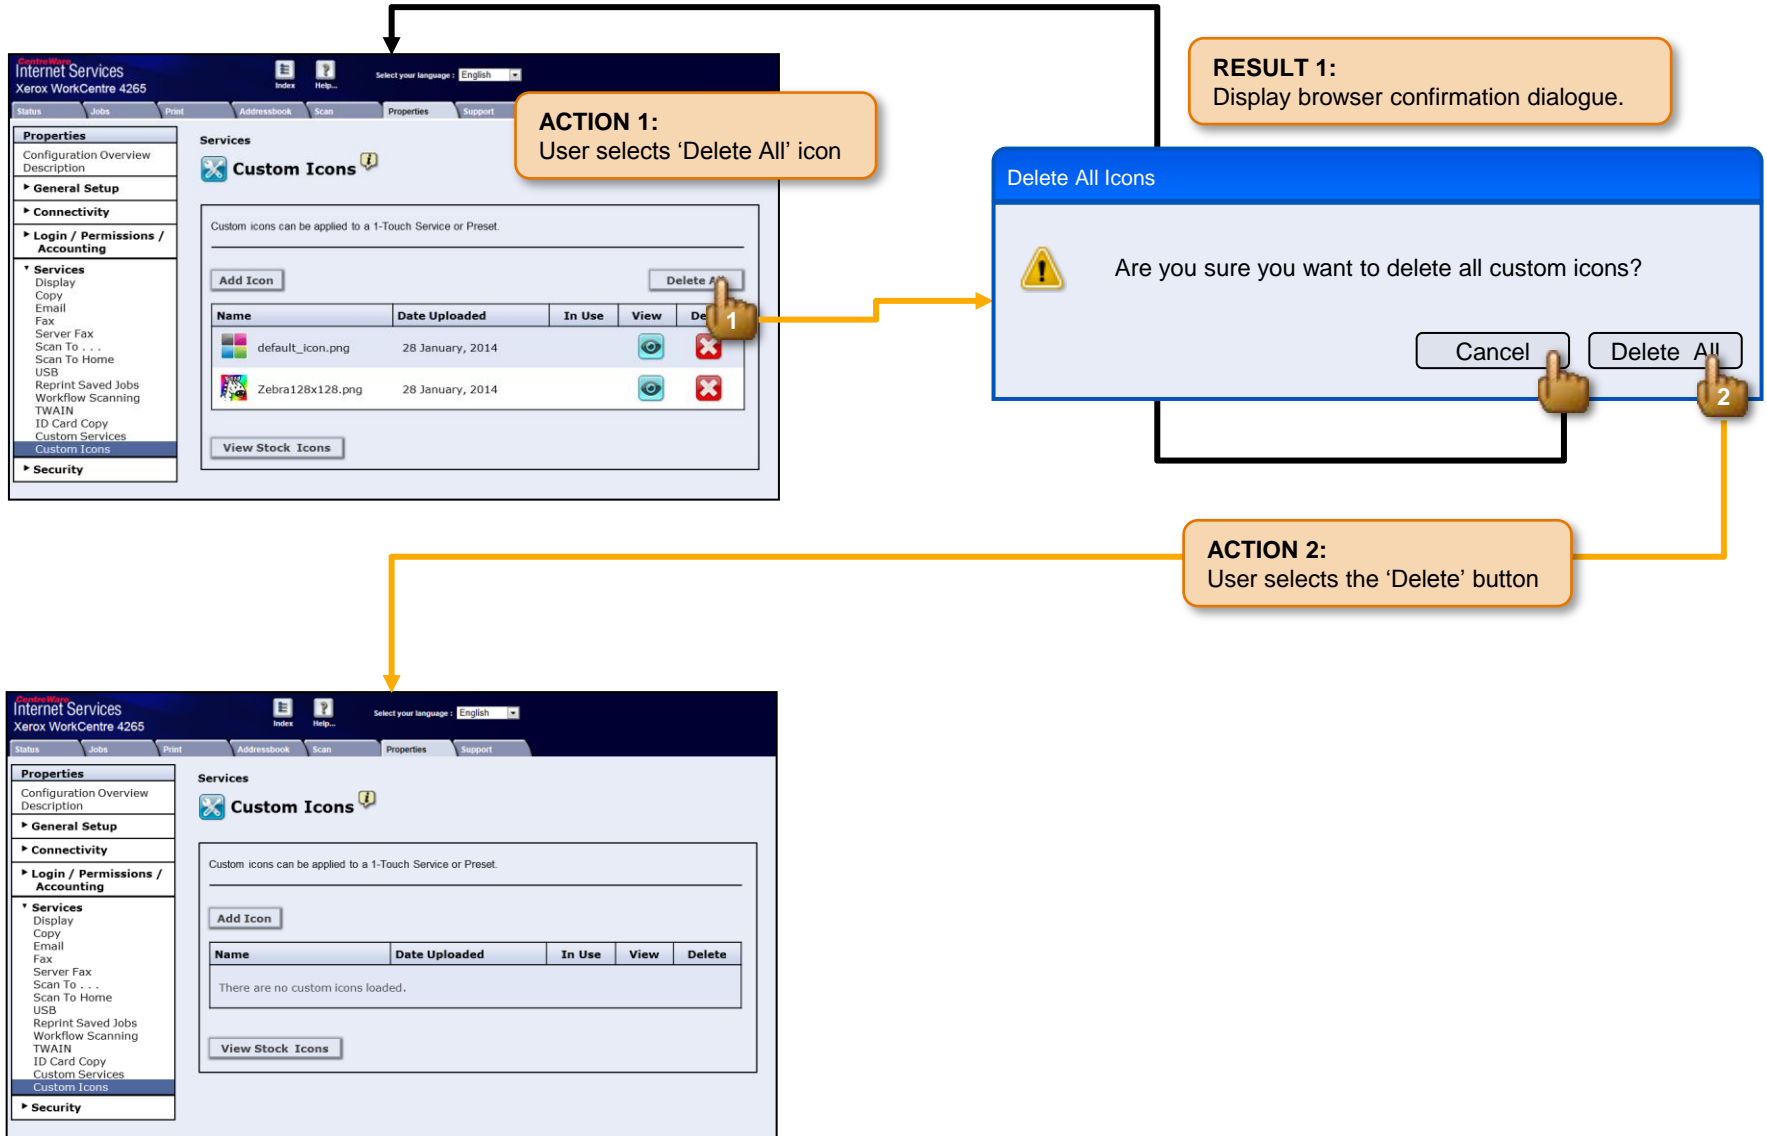 CentreWare
Internet Services
Xerox WorkCentre 4265
Index
Help...
Select your language : English
Status
Jobs
Print
Addressbook
Scan
Properties
Support
Properties
Configuration Overview
Description
General Setup
Connectivity
Login / Permissions /
Accounting
Services
Display
Copy
Email
Fax
Server Fax
Scan To . . .
Scan To Home
USB
Reprint Saved Jobs
Workflow Scanning
TWAIN
ID Card Copy
Custom Services
Custom Icons
Security
Services
Custom Icons
Custom icons can be applied to a 1-Touch Service or Preset.
Add Icon
Delete A
Name Date Uploaded In Use View De
default_icon.png 28 January, 2014
Zebra128x128.png 28 January, 2014
View Stock Icons
1
ACTION 1:
User selects ‘Delete All’ icon
RESULT 1:
Display browser confirmation dialogue.
Delete All Icons
Are you sure you want to delete all custom icons?
Cancel
Delete All
2
ACTION 2:
User selects the ‘Delete’ button
CentreWare
Internet Services
Xerox WorkCentre 4265
Index
Help...
Select your language : English
Status
Jobs
Print
Addressbook
Scan
Properties
Support
Properties
Configuration Overview
Description
General Setup
Connectivity
Login / Permissions /
Accounting
Services
Display
Copy
Email
Fax
Server Fax
Scan To . . .
Scan To Home
USB
Reprint Saved Jobs
Workflow Scanning
TWAIN
ID Card Copy
Custom Services
Custom Icons
Security
Services
Custom Icons
Custom icons can be applied to a 1-Touch Service or Preset.
Add Icon
Name Date Uploaded In Use View Delete
There are no custom icons loaded.
View Stock Icons